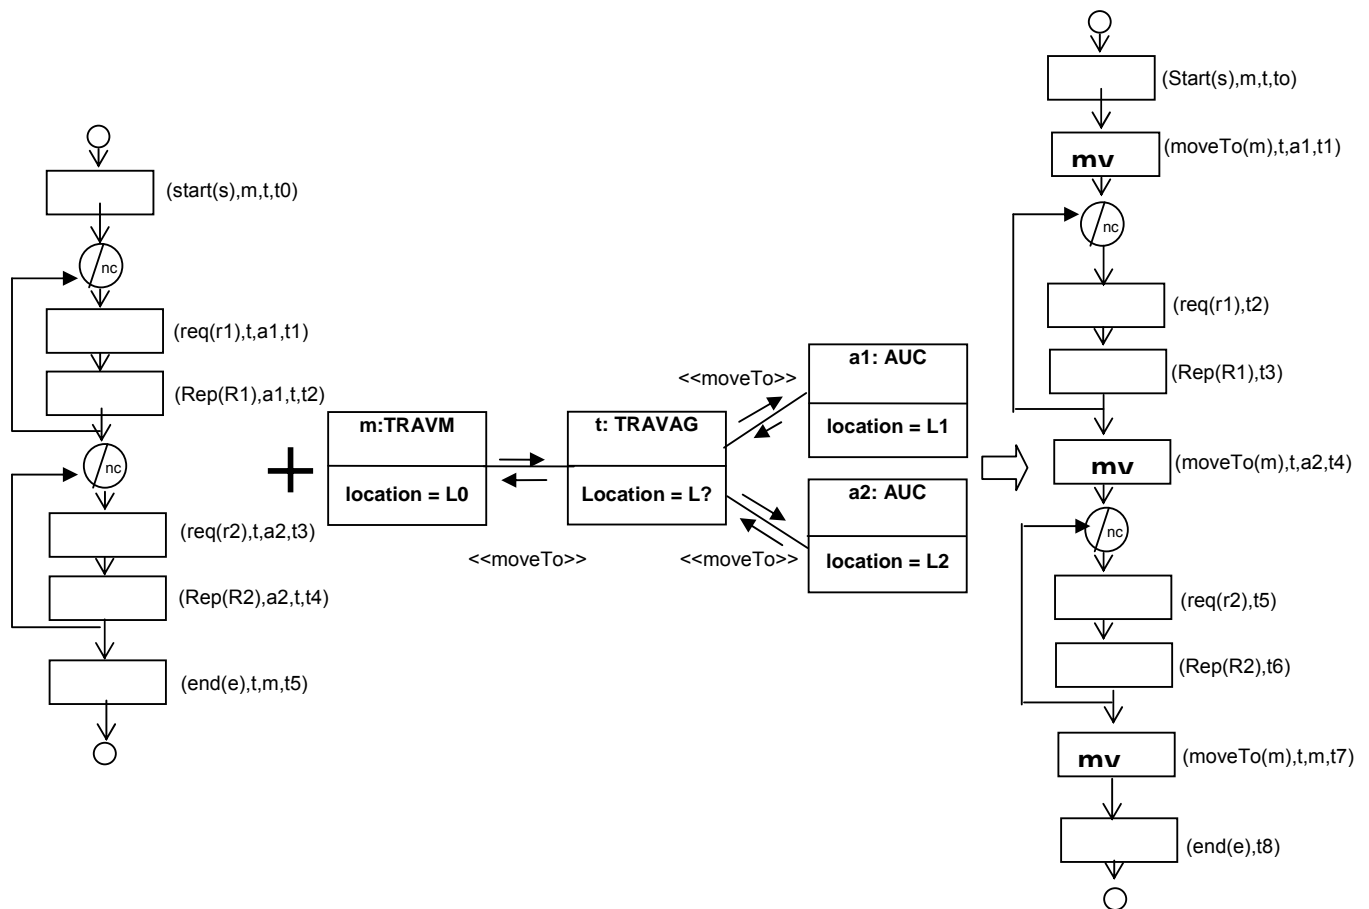 (start(s),m,t,t0)
nc
(req(r1),t,a1,t1)
(Rep(R1),a1,t,t2)
nc
(req(r2),t,a2,t3)
(Rep(R2),a2,t,t4)
(end(e),t,m,t5)
+
m:TRAVM
location = L0
<<moveTo>>
t: TRAVAG
Location = L?
<<moveTo>>
<<moveTo>>
a1: AUC
location = L1
a2: AUC
location = L2
(Start(s),m,t,to)
mv
(moveTo(m),t,a1,t1)
nc
(req(r1),t2)
(Rep(R1),t3)
mv
(moveTo(m),t,a2,t4)
nc
(req(r2),t5)
(Rep(R2),t6)
mv
(moveTo(m),t,m,t7)
(end(e),t8)